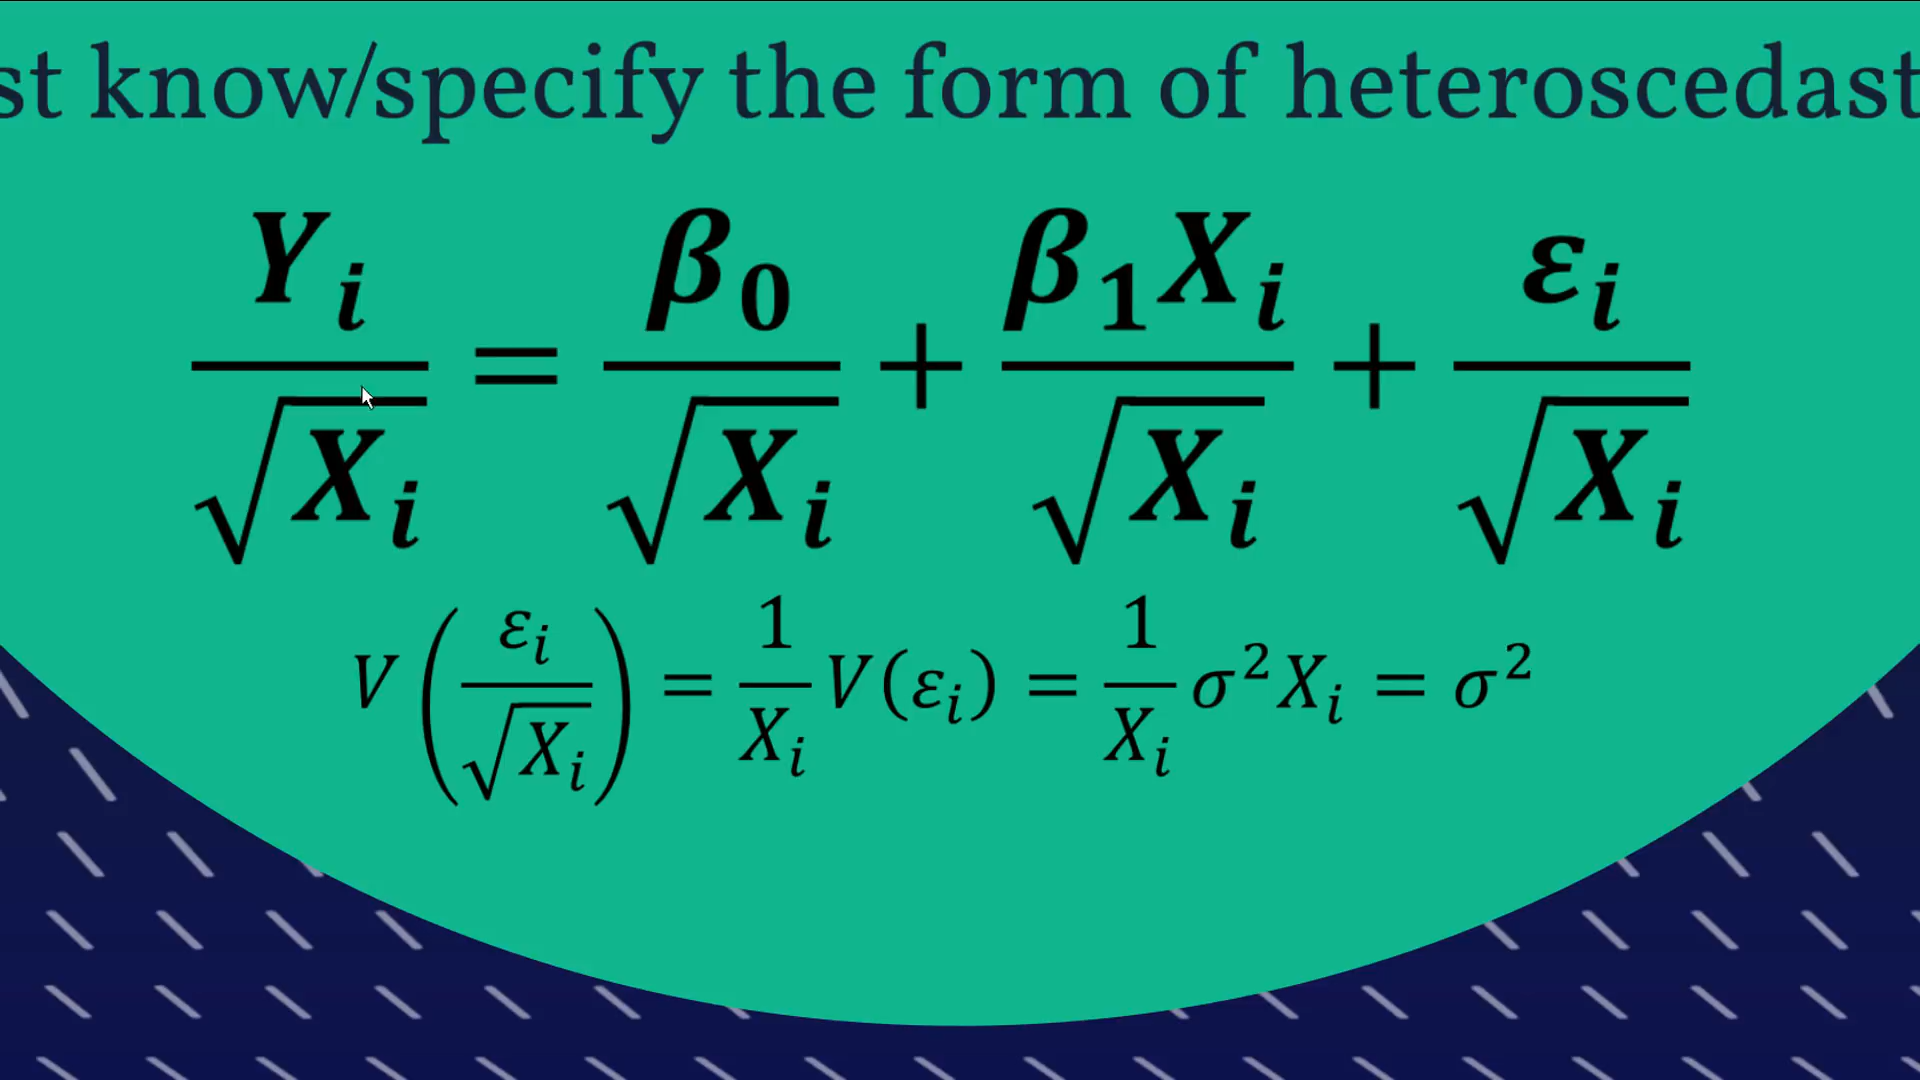 st know/specify the form of heteroscedast
Yᵢ/√Xᵢ = β₀/√Xᵢ + β₁Xᵢ/√Xᵢ + εᵢ/√Xᵢ
V(εᵢ/√Xᵢ) = 1/Xᵢ V(εᵢ) = 1/Xᵢ σ²Xᵢ = σ²